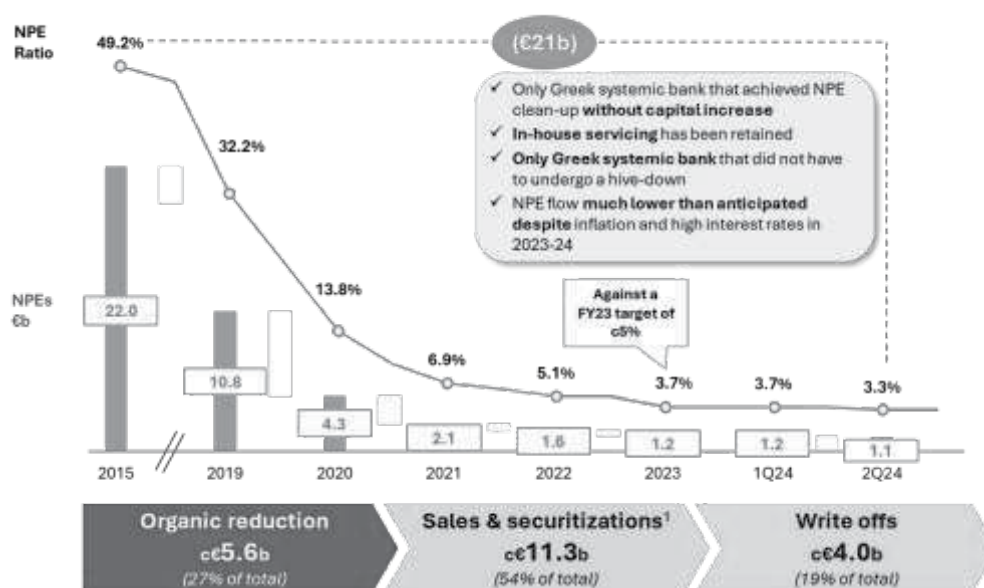 NPE
Ratio
49.2%
(€21b)
✓ Only Greek systemic bank that achieved NPE
clean-up without capital increase
✓ In-house servicing has been retained
✓ Only Greek systemic bank that did not have
to undergo a hive-down
✓ NPE flow much lower than anticipated
despite inflation and high interest rates in
2023-24
32.2%
13.8%
6.9%
5.1%
Against a
FY23 target of
c5%
3.7%
3.7%
3.3%
NPEs
€b
22.0
10.8
4.3
2.1
1.6
1.2
1.2
1.1
2015
2019
2020
2021
2022
2023
1Q24
2Q24
Organic reduction
c€5.6b
(27% of total)
Sales & securitizations¹
c€11.3b
(54% of total)
Write offs
c€4.0b
(19% of total)